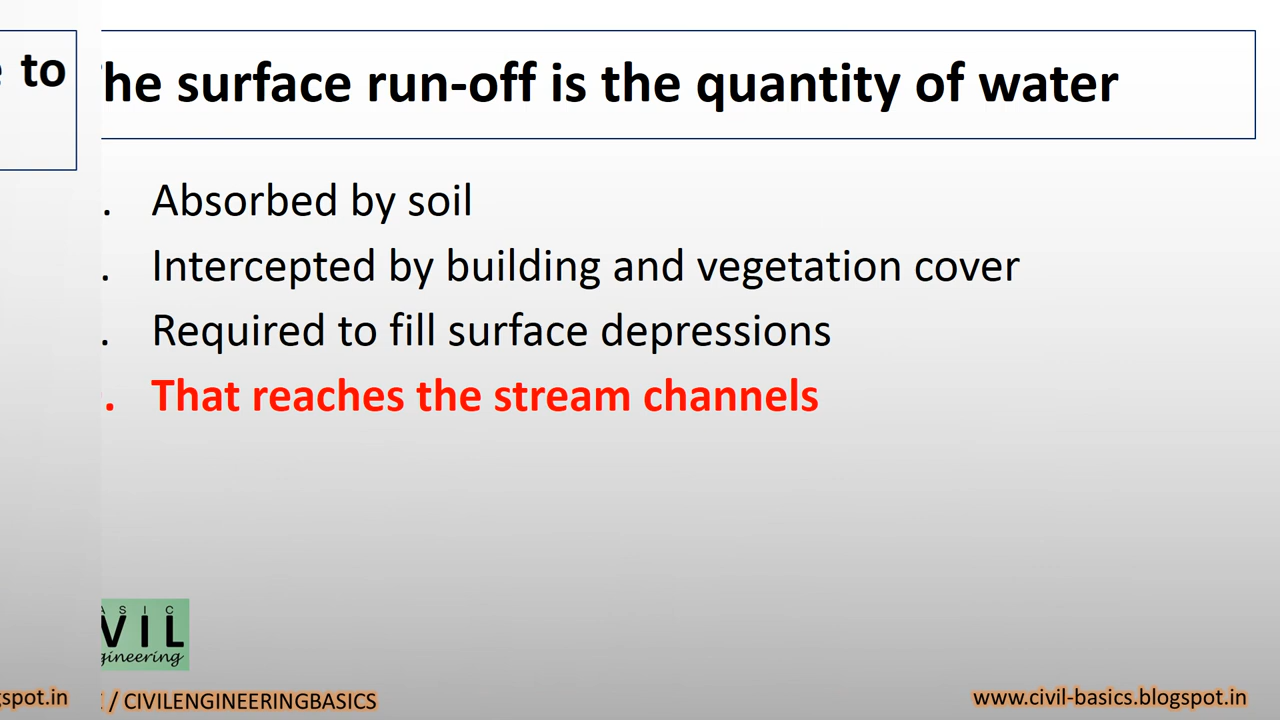 to
he surface run-off is the quantity of water
. Absorbed by soil
. Intercepted by building and vegetation cover
. Required to fill surface depressions
. That reaches the stream channels
A S I C
VIL
gineering
gspot.in
/ CIVILENGINEERINGBASICS
www.civil-basics.blogspot.in